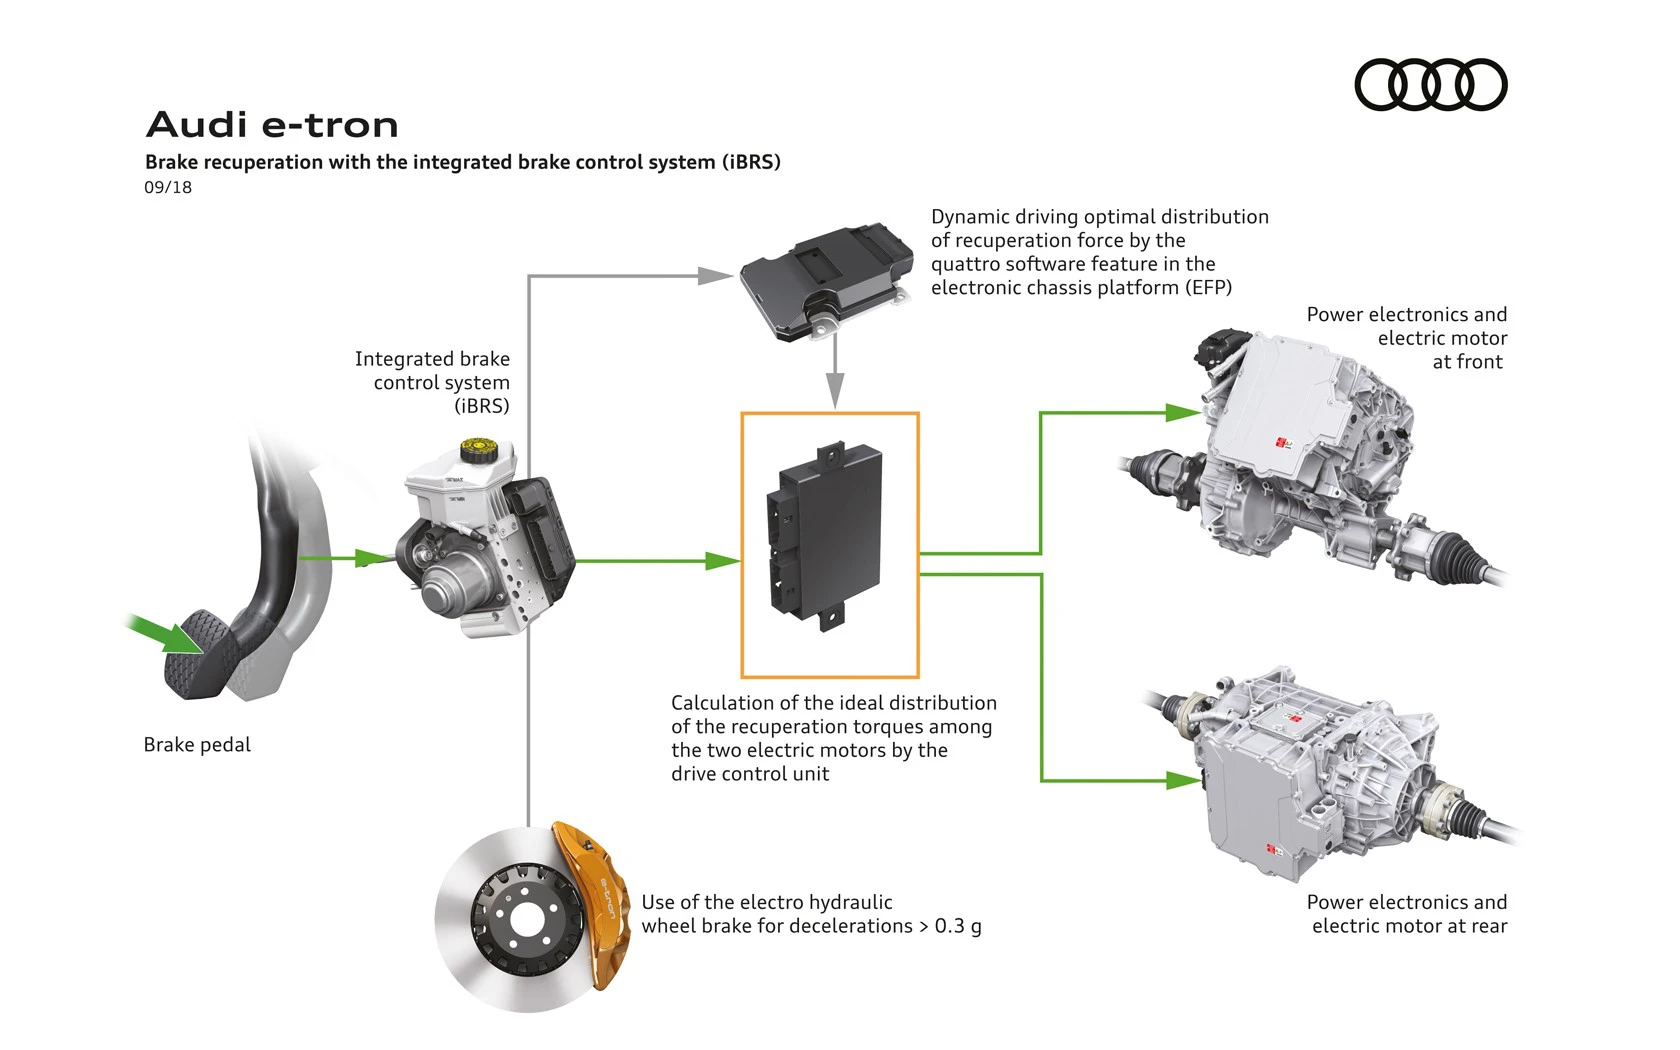 Audi e-tron
Brake recuperation with the integrated brake control system (iBRS)
09/18
Dynamic driving optimal distribution
of recuperation force by the
quattro software feature in the
electronic chassis platform (EFP)
Power electronics and
electric motor
at front
Integrated brake
control system
(iBRS)
Brake pedal
Calculation of the ideal distribution
of the recuperation torques among
the two electric motors by the
drive control unit
e-tron
Use of the electro hydraulic
wheel brake for decelerations > 0.3 g
Power electronics and
electric motor at rear